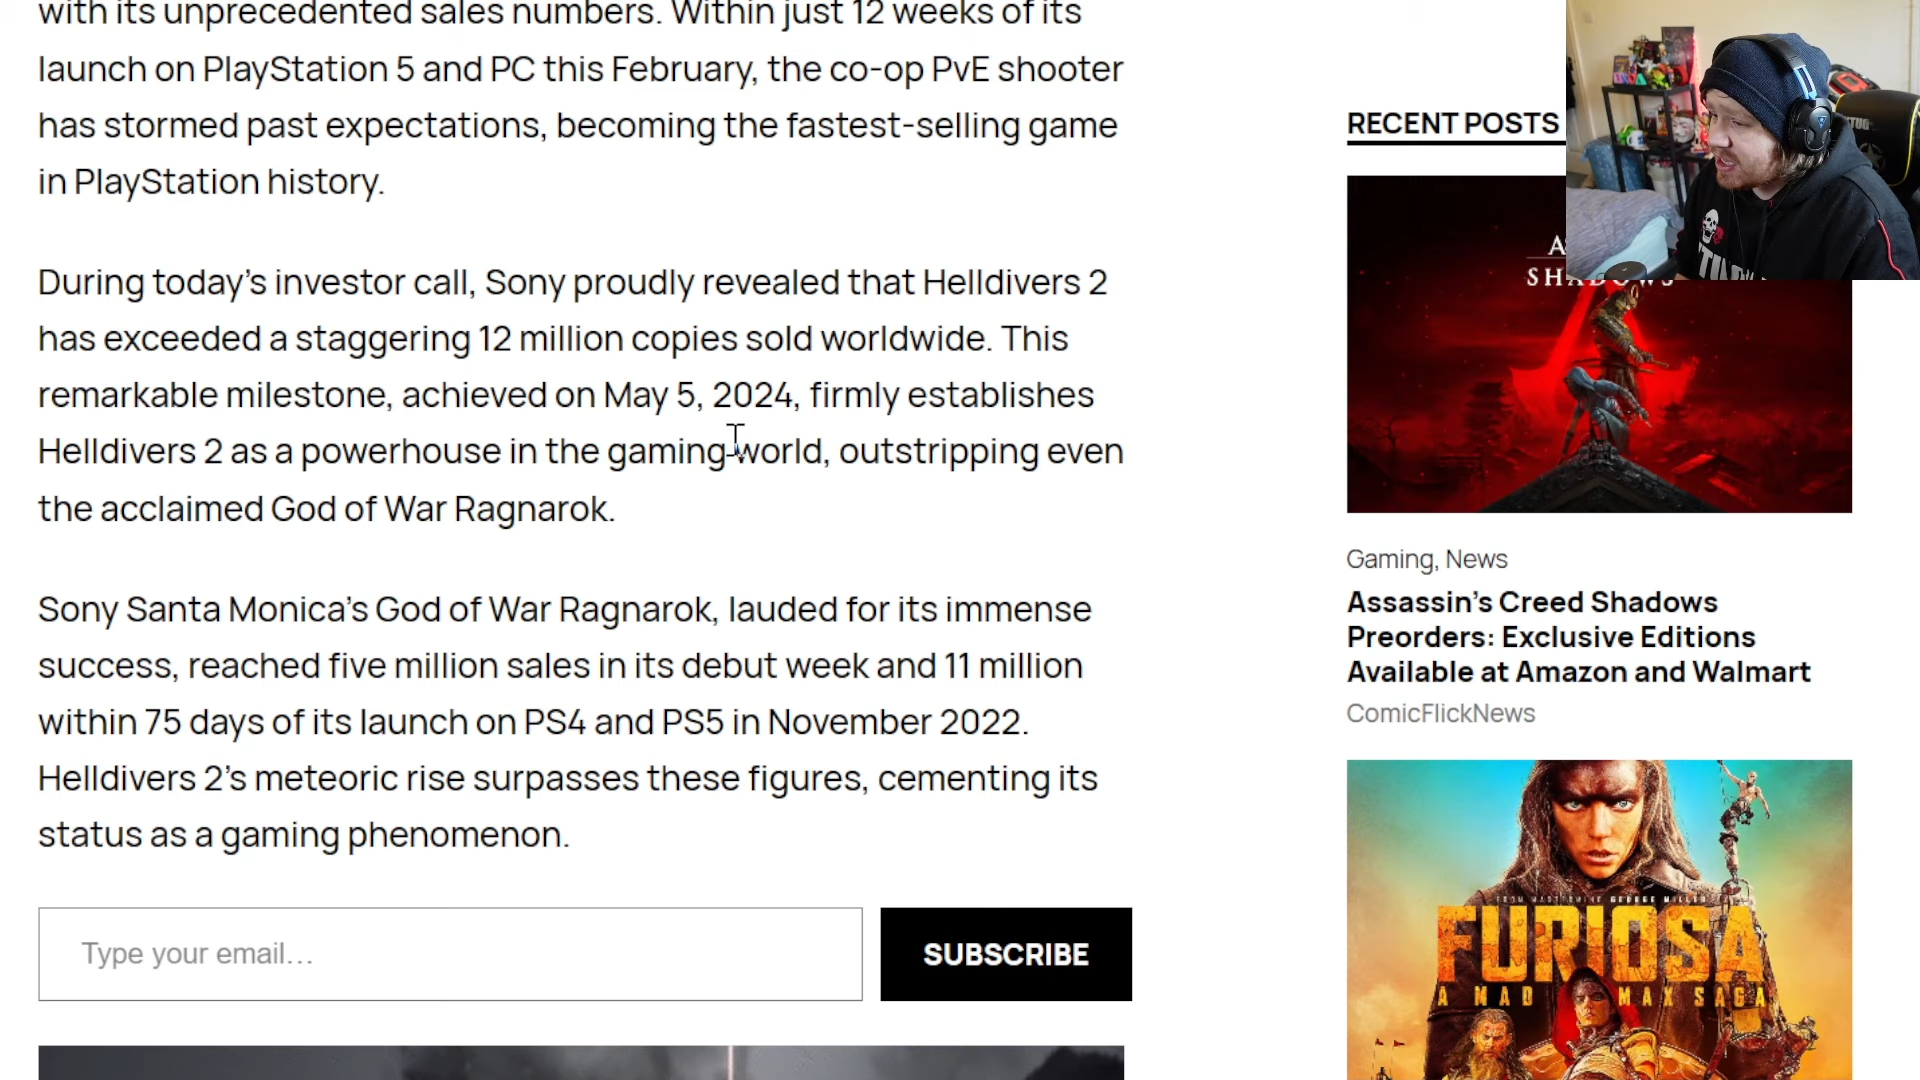 with its unprecedented sales numbers. Within just 12 weeks of its
launch on PlayStation 5 and PC this February, the co-op PvE shooter
has stormed past expectations, becoming the fastest-selling game
in PlayStation history.
During today’s investor call, Sony proudly revealed that Helldivers 2
has exceeded a staggering 12 million copies sold worldwide. This
remarkable milestone, achieved on May 5, 2024, firmly establishes
Helldivers 2 as a powerhouse in the gaming world, outstripping even
the acclaimed God of War Ragnarok.
Sony Santa Monica’s God of War Ragnarok, lauded for its immense
success, reached five million sales in its debut week and 11 million
within 75 days of its launch on PS4 and PS5 in November 2022.
Helldivers 2’s meteoric rise surpasses these figures, cementing its
status as a gaming phenomenon.
Type your email...
SUBSCRIBE
RECENT POSTS
SHADOWS
Gaming, News
Assassin’s Creed Shadows
Preorders: Exclusive Editions
Available at Amazon and Walmart
ComicFlickNews
FROM MASTERMIND GEORGE MILLER
FURIOSA
A MAD MAX SAGA